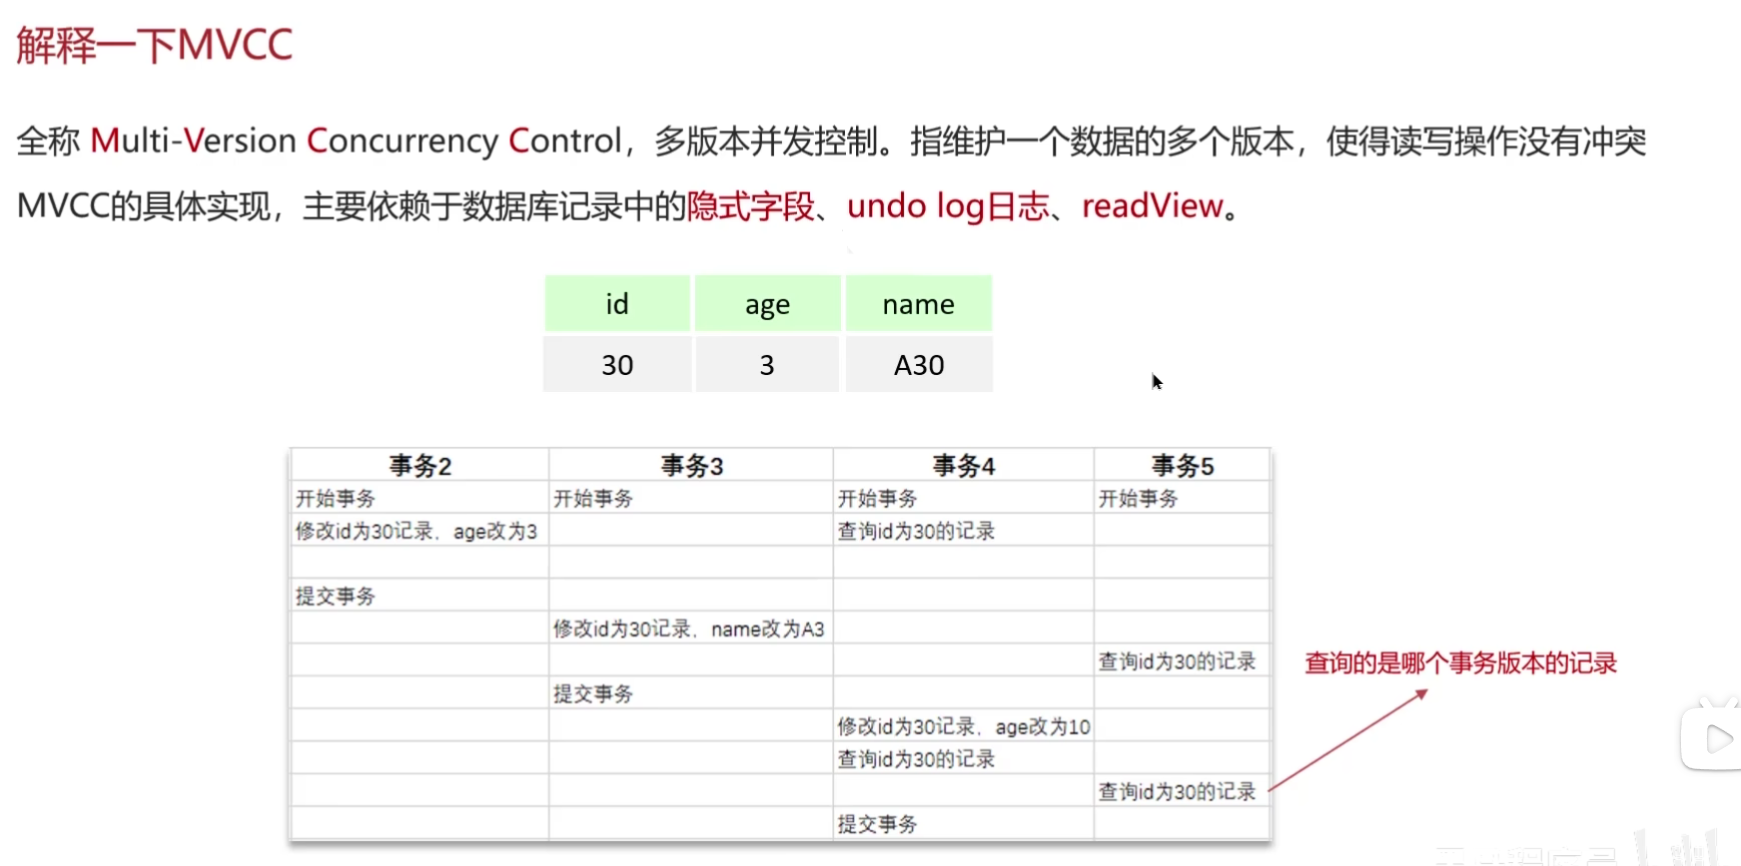 解释一下MVCC
全称 Multi-Version Concurrency Control，多版本并发控制。指维护一个数据的多个版本，使得读写操作没有冲突
MVCC的具体实现，主要依赖于数据库记录中的隐式字段、undo log日志、readView。
id age name
30 3 A30
事务2 事务3 事务4 事务5
开始事务 开始事务 开始事务 开始事务
修改id为30记录，age改为3 查询id为30的记录
提交事务
修改id为30记录，name改为A3
查询id为30的记录 查询的是哪个事务版本的记录
提交事务
修改id为30记录，age改为10
查询id为30的记录
查询id为30的记录
提交事务